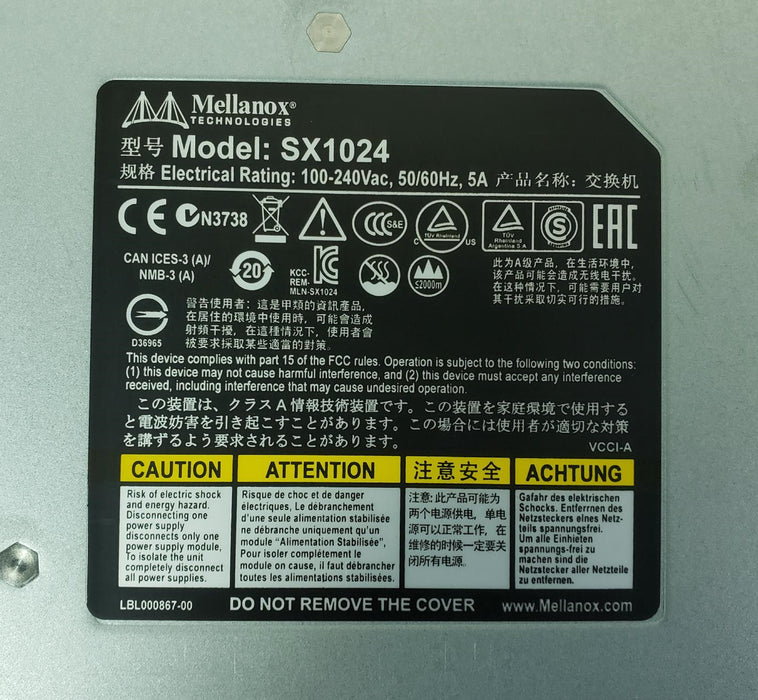 Mellanox®
TECHNOLOGIES
型号 Model: SX1024
规格 Electrical Rating: 100-240Vac, 50/60Hz, 5A 产品名称: 交换机
CE N3738 S&E TÜV Rheinland C US TÜV Rheinland Argentina S.A. S EAC
CAN ICES-3 (A)/
NMB-3 (A)
20
KCC-
REM-
MLN-SX1024
≤2000m
此为A级产品, 在生活环境中,
该产品可能会造成无线电干扰。
在这种情况下, 可能需要用户对
其干扰采取切实可行的措施。
D36965
警告使用者: 這是甲類的資訊產品,
在居住的環境中使用時, 可能會造成
射頻干擾, 在這種情況下, 使用者會
被要求採取某些適當的對策。
This device complies with part 15 of the FCC rules. Operation is subject to the following two conditions:
(1) this device may not cause harmful interference, and (2) this device must accept any interference
received, including interference that may cause undesired operation.
この装置は、クラスA情報技術装置です。この装置を家庭環境で使用する
と電波妨害を引き起こすことがあります。この場合には使用者が適切な対策
を講ずるよう要求されることがあります。
VCCI-A
CAUTION
Risk of electric shock
and energy hazard.
Disconnecting one
power supply
disconnects only one
power supply module.
To isolate the unit
completely disconnect
all power supplies.
ATTENTION
Risque de choc et de danger
électriques, Le débranchement
d'une seule alimentation stabilisée
ne débranche uniquement qu'un
module "Alimentation Stabilisée",
Pour isoler complétement le
module on cause, il faut débrancher
toutes les alimentations stabilisées.
注意安全
注意: 此产品可能为
两个电源供电, 单电
源可以正常工作, 在
维修的时候一定要关
闭所有电源。
ACHTUNG
Gafahr des elektrischen
Schocks. Entferrnen des
Netzsteckers elnes Netz-
teils spannungsfrei.
Um alle Einhieten
spannungs-frei zu
machen sind die
Netzstecker aller Netzteile
zu entfernen.
LBL000867-00 DO NOT REMOVE THE COVER www.Mellanox.com